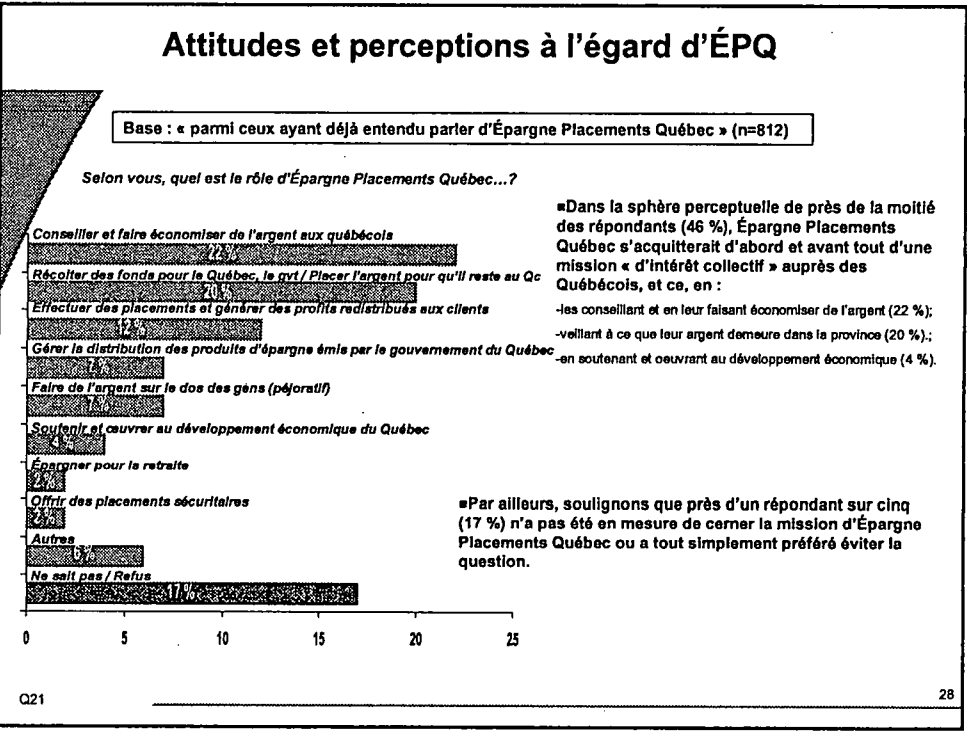 Attitudes et perceptions à l'égard d'ÉPQ
Base : « parmi ceux ayant déjà entendu parler d'Épargne Placements Québec » (n=812)
Selon vous, quel est le rôle d'Épargne Placements Québec...?
Conseiller et faire économiser de l'argent aux québécois
22 %
Récolter des fonds pour le Québec, le gvt / Placer l'argent pour qu'il reste au Qc
20 %
Effectuer des placements et générer des profits redistribués aux clients
12 %
Gérer la distribution des produits d'épargne émis par le gouvernement du Québec
7 %
Faire de l'argent sur le dos des gens (péjoratif)
7 %
Soutenir et œuvrer au développement économique du Québec
4 %
Épargner pour la retraite
2 %
Offrir des placements sécuritaires
2 %
Autres
6 %
Ne sait pas / Refus
17 %
0 5 10 15 20 25
■Dans la sphère perceptuelle de près de la moitié
des répondants (46 %), Épargne Placements
Québec s'acquitterait d'abord et avant tout d'une
mission « d'intérêt collectif » auprès des
Québécois, et ce, en :
-les conseillant et en leur faisant économiser de l'argent (22 %);
-veillant à ce que leur argent demeure dans la province (20 %).;
-en soutenant et oeuvrant au développement économique (4 %).
■Par ailleurs, soulignons que près d'un répondant sur cinq
(17 %) n'a pas été en mesure de cerner la mission d'Épargne
Placements Québec ou a tout simplement préféré éviter la
question.
Q21
28